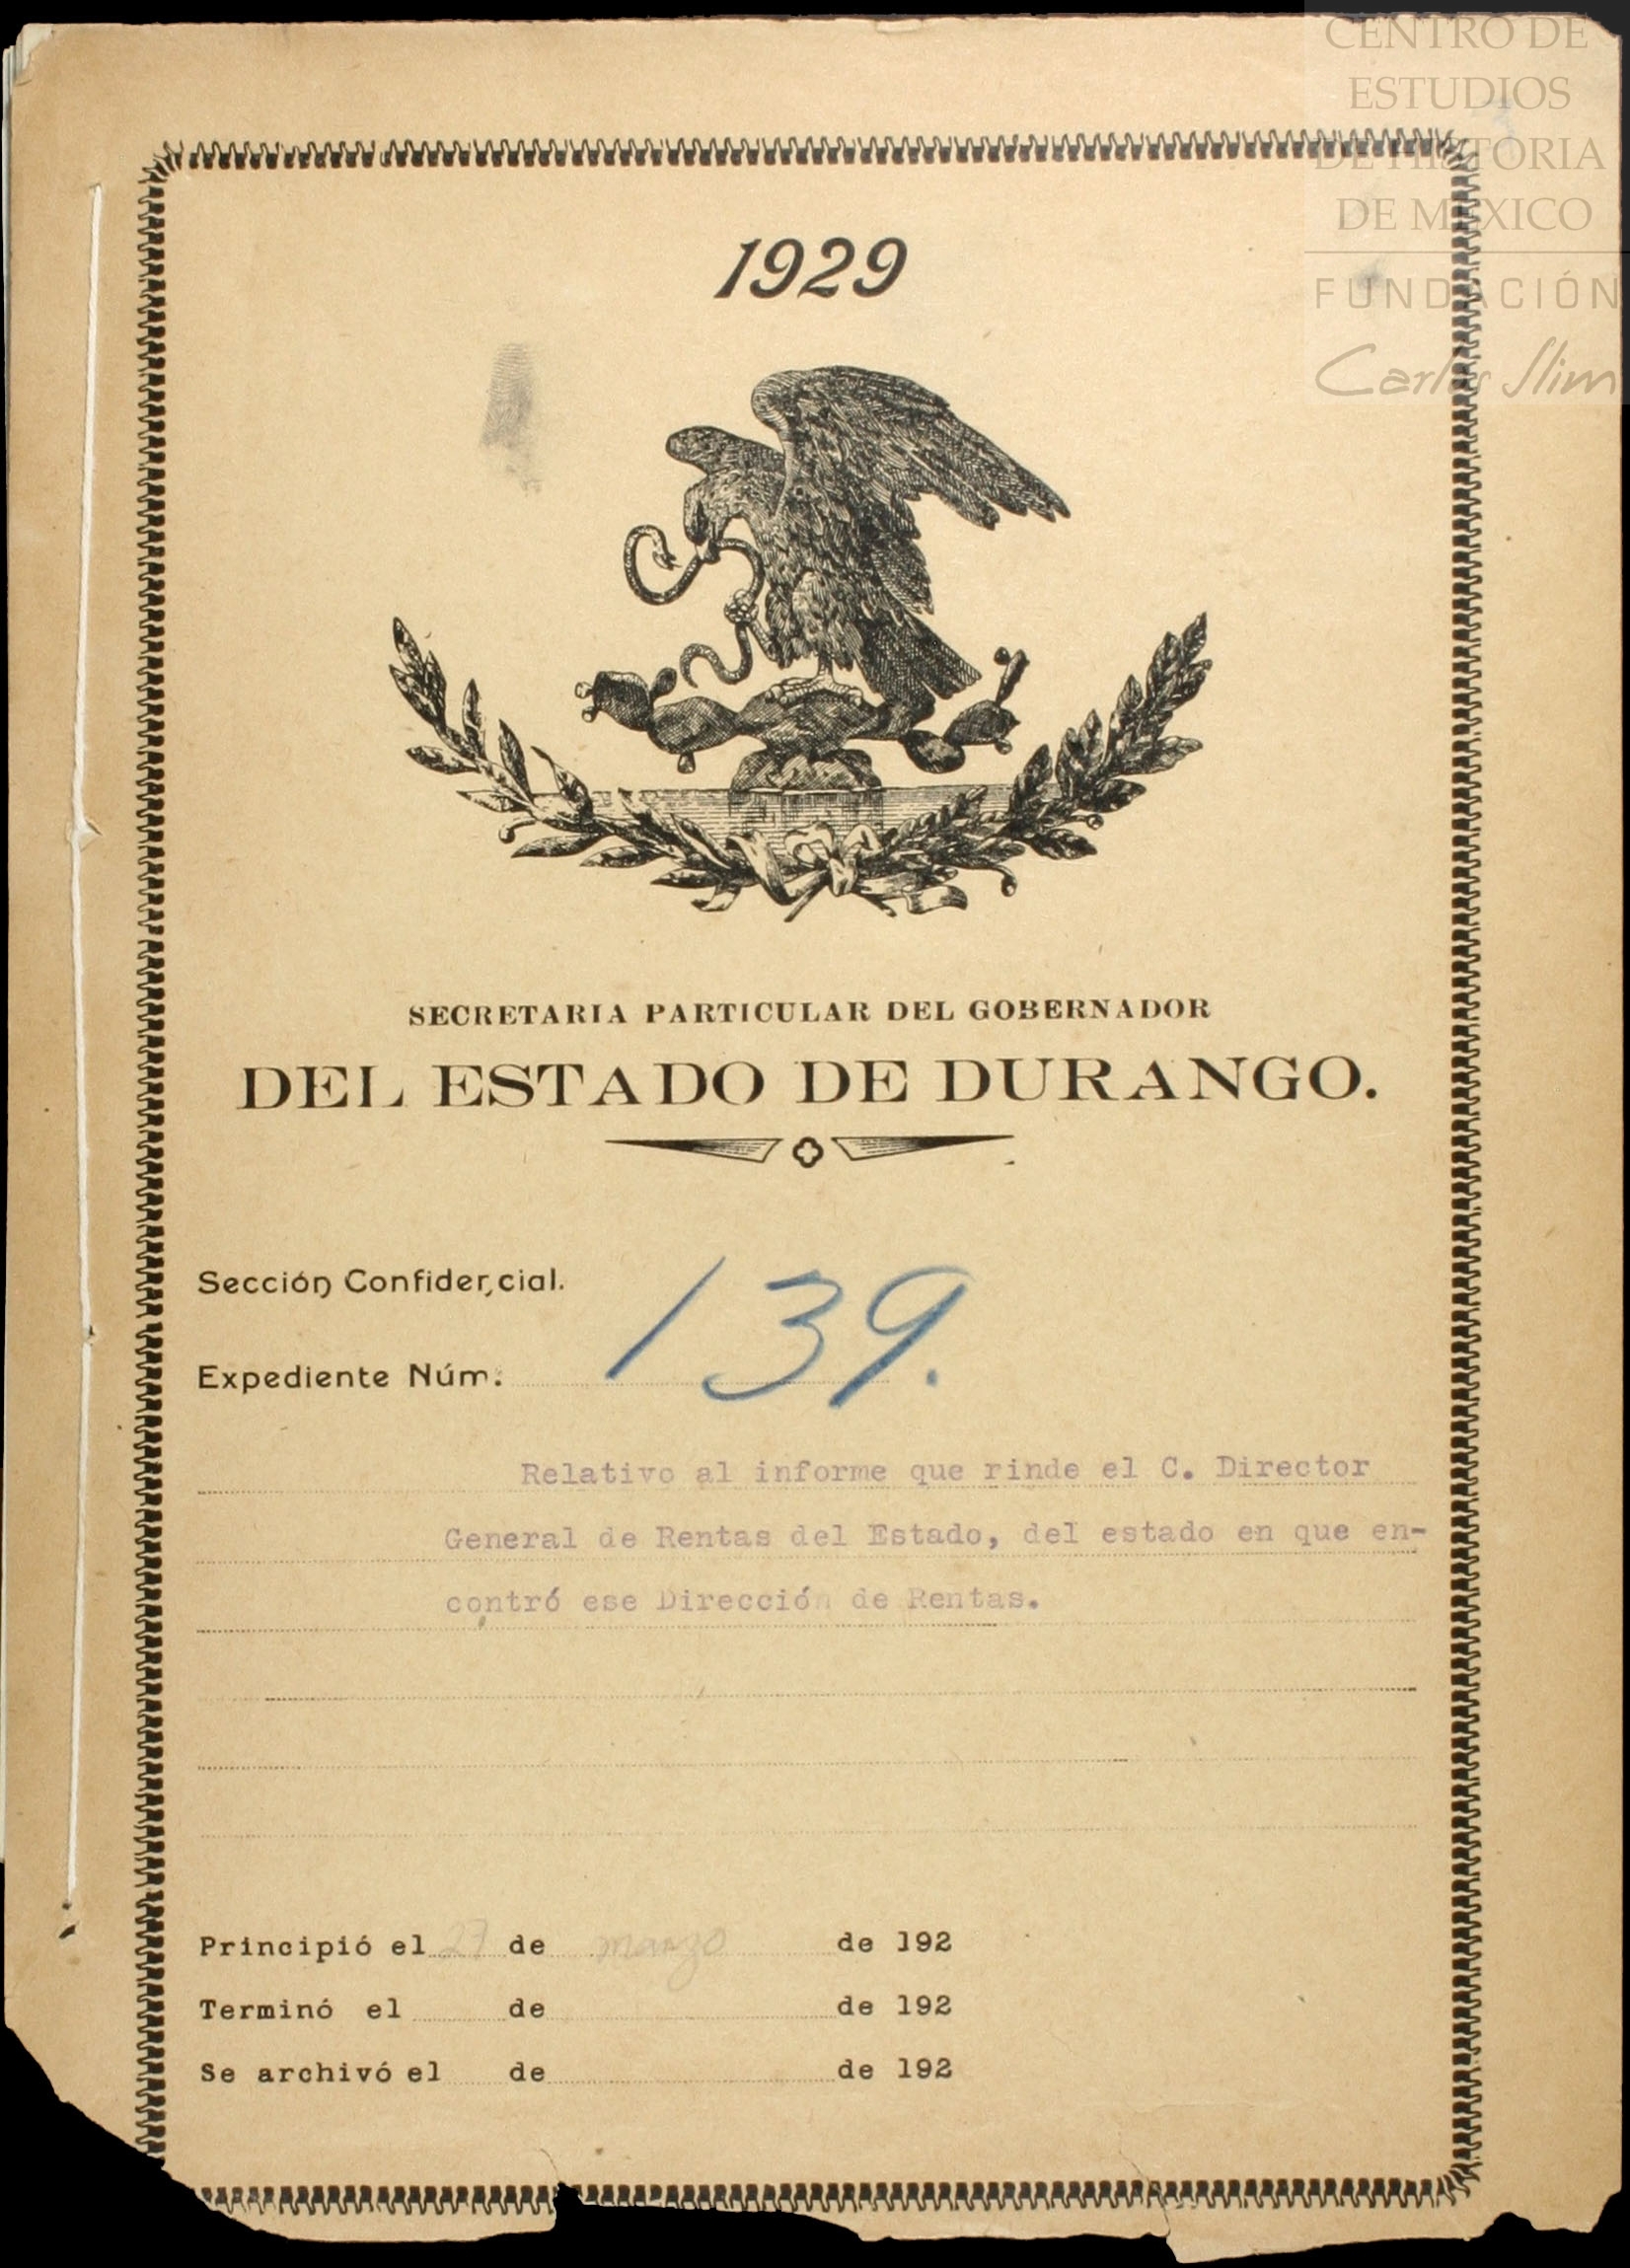 CENTRO DE
ESTUDIOS
DE HISTORIA
DE MÉXICO
FUNDACIÓN
Carlos Slim
1929
SECRETARIA PARTICULAR DEL GOBERNADOR
DEL ESTADO DE DURANGO.
Sección Confidencial.
Expediente Núm. 139.
Relativo al informe que rinde el C. Director
General de Rentas del Estado, del estado en que en-
contró ese Dirección de Rentas.
Principió el 27 de marzo de 192
Terminó el de de 192
Se archivó el de de 192